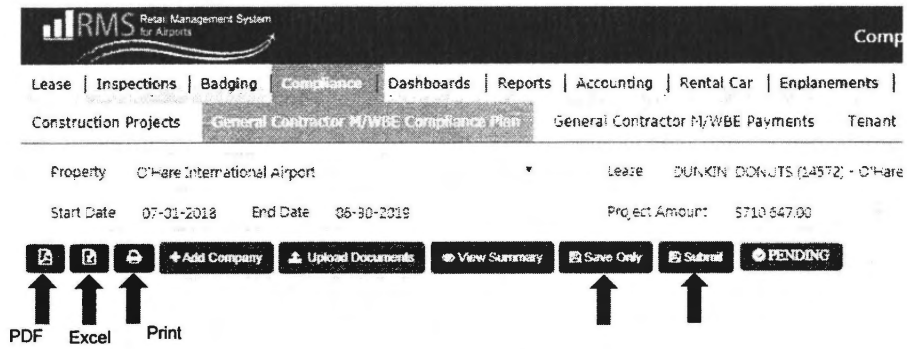 RMS Retail Management System
for Airports
Comp
Lease | Inspections | Badging | Compliance | Dashboards | Reports | Accounting | Rental Car | Enplanements |
Construction Projects General Contractor M/WBE Compliance Plan General Contractor M/WBE Payments Tenant
Property O'Hare International Airport Lease DUNKIN' DONUTS (14572) - O'Hare
Start Date 07-01-2018 End Date 06-30-2019 Project Amount $710,647.00
+Add Company Upload Documents View Summary Save Only Submit PENDING
PDF Excel Print